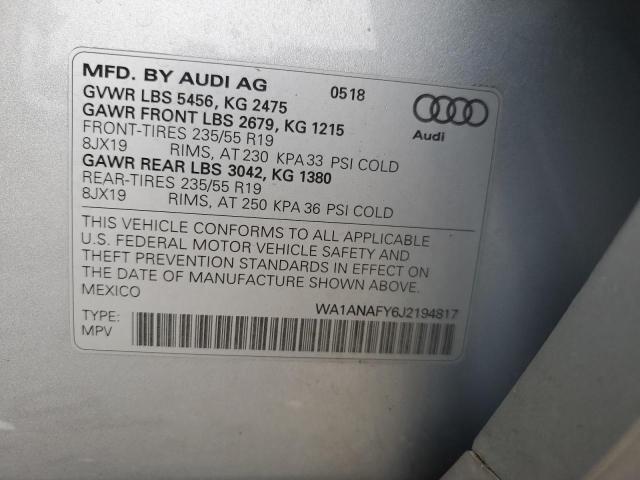 MFD. BY AUDI AG 0518
GVWR LBS 5456, KG 2475
GAWR FRONT LBS 2679, KG 1215
FRONT-TIRES 235/55 R19
8JX19 RIMS, AT 230 KPA 33 PSI COLD
GAWR REAR LBS 3042, KG 1380
REAR-TIRES 235/55 R19
8JX19 RIMS, AT 250 KPA 36 PSI COLD
Audi
THIS VEHICLE CONFORMS TO ALL APPLICABLE
U.S. FEDERAL MOTOR VEHICLE SAFETY AND
THEFT PREVENTION STANDARDS IN EFFECT ON
THE DATE OF MANUFACTURE SHOWN ABOVE.
MEXICO
WA1ANAFY6J2194817
TYPE:
MPV